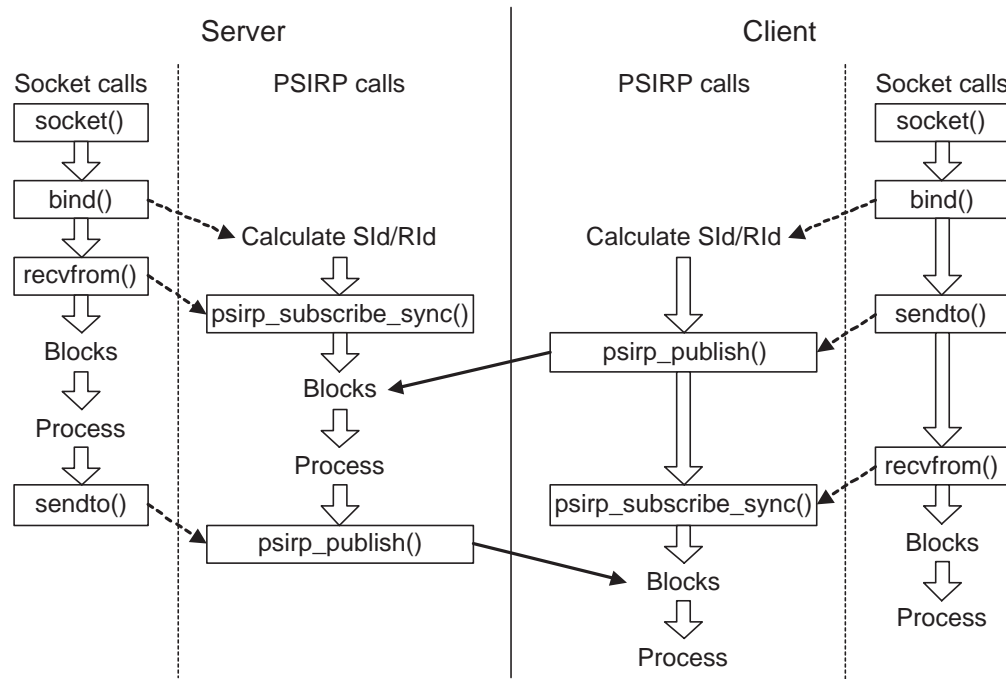 Server
Client
Socket calls
PSIRP calls
PSIRP calls
Socket calls
socket()
socket()
bind()
bind()
Calculate SId/RId
Calculate SId/RId
recvfrom()
psirp_subscribe_sync()
sendto()
Blocks
psirp_publish()
Blocks
Process
Process
recvfrom()
sendto()
psirp_subscribe_sync()
psirp_publish()
Blocks
Blocks
Process
Process